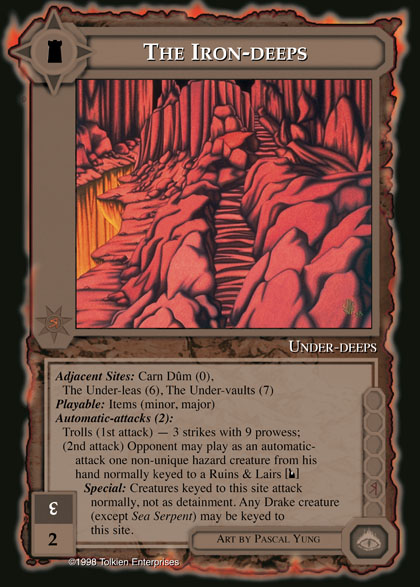 THE IRON-DEEPS
UNDER-DEEPS
Adjacent Sites: Carn Dûm (0),
The Under-leas (6), The Under-vaults (7)
Playable: Items (minor, major)
Automatic-attacks (2):
Trolls (1st attack) — 3 strikes with 9 prowess;
(2nd attack) Opponent may play as an automatic-
attack one non-unique hazard creature from his
hand normally keyed to a Ruins & Lairs []
Special: Creatures keyed to this site attack
normally, not as detainment. Any Drake creature
(except Sea Serpent) may be keyed to
this site.
ε
2
ART BY PASCAL YUNG
©1998 Tolkien Enterprises